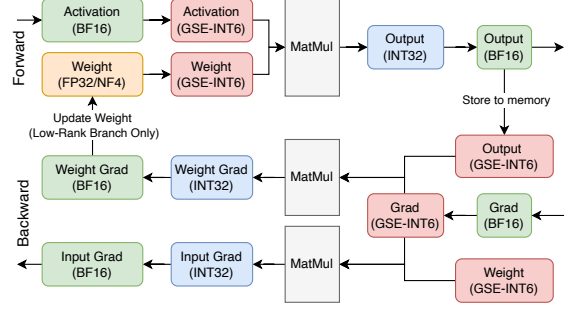 Forward
Activation
(BF16)
Activation
(GSE-INT6)
Weight
(FP32/NF4)
Weight
(GSE-INT6)
MatMul
Output
(INT32)
Output
(BF16)
Store to memory
Output
(GSE-INT6)
Update Weight
(Low-Rank Branch Only)
Backward
Weight Grad
(BF16)
Weight Grad
(INT32)
MatMul
Grad
(GSE-INT6)
Grad
(BF16)
Input Grad
(BF16)
Input Grad
(INT32)
MatMul
Weight
(GSE-INT6)